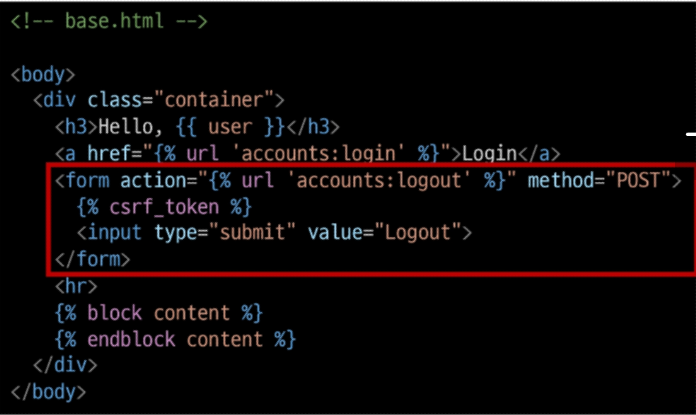 <!-- base.html -->
<body>
<div class="container">
<h3>Hello, {{ user }}</h3>
<a href="{% url 'accounts:login' %}">Login</a>
<form action="{% url 'accounts:logout' %}" method="POST">
{% csrf_token %}
<input type="submit" value="Logout">
</form>
<hr>
{% block content %}
{% endblock content %}
</div>
</body>